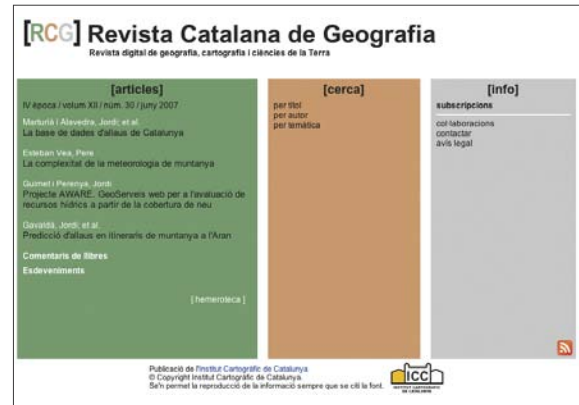 [RCG] Revista Catalana de Geografia
Revista digital de geografia, cartografia i ciències de la Terra
[articles]
IV època / volum XII / núm. 30 / juny 2007
Marturià i Alavedra, Jordi; et al.
La base de dades d'allaus de Catalunya
Esteban Vea, Pere
La complexitat de la meteorologia de muntanya
Guimet i Perenya, Jordi
Projecte AWARE. GeoServeis web per a l'avaluació de
recursos hídrics a partir de la cobertura de neu
Gavaldà, Jordi; et al.
Predicció d'allaus en itineraris de muntanya a l'Aran
Comentaris de llibres
Esdeveniments
[ hemeroteca ]
[cerca]
per títol
per autor
per temàtica
[info]
subscripcions
col·laboracions
contactar
avís legal
Publicació de l'Institut Cartogràfic de Catalunya
© Copyright Institut Cartogràfic de Catalunya.
Se'n permet la reproducció de la informació sempre que se citi la font.
ICC
INSTITUT CARTOGRÀFIC
DE CATALUNYA